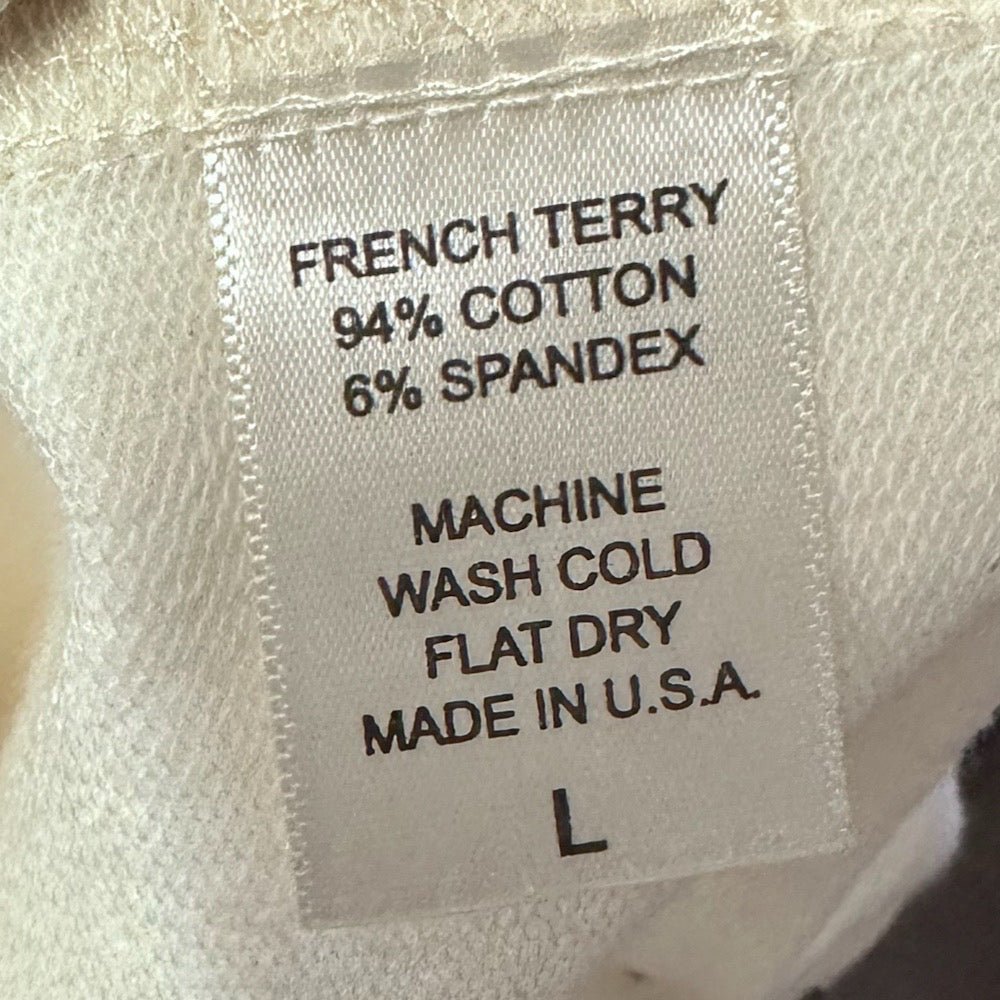 FRENCH TERRY
94% COTTON
6% SPANDEX
MACHINE
WASH COLD
FLAT DRY
MADE IN U.S.A.
L